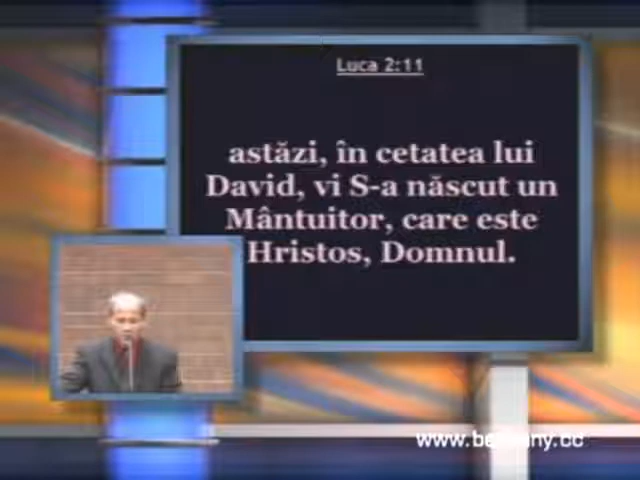 Luca 2:11
astăzi, în cetatea lui
David, vi S-a născut un
Mântuitor, care este
Hristos, Domnul.